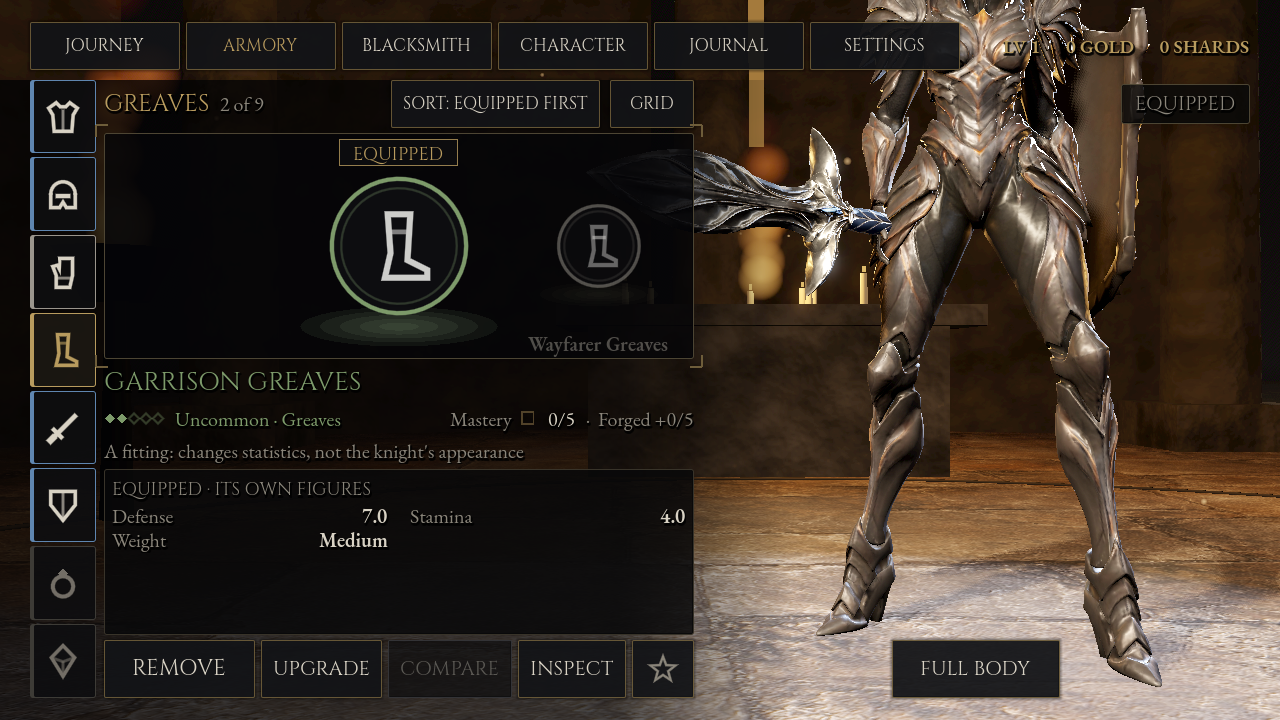 JOURNEY
ARMORY
BLACKSMITH
CHARACTER
JOURNAL
SETTINGS
LV 1
0 GOLD
0 SHARDS
GREAVES 2 of 9
SORT: EQUIPPED FIRST
GRID
EQUIPPED
EQUIPPED
Wayfarer Greaves
GARRISON GREAVES
Uncommon · Greaves
Mastery 0/5 · Forged +0/5
A fitting: changes statistics, not the knight's appearance
EQUIPPED · ITS OWN FIGURES
Defense 7.0 Stamina 4.0
Weight Medium
REMOVE
UPGRADE
COMPARE
INSPECT
FULL BODY